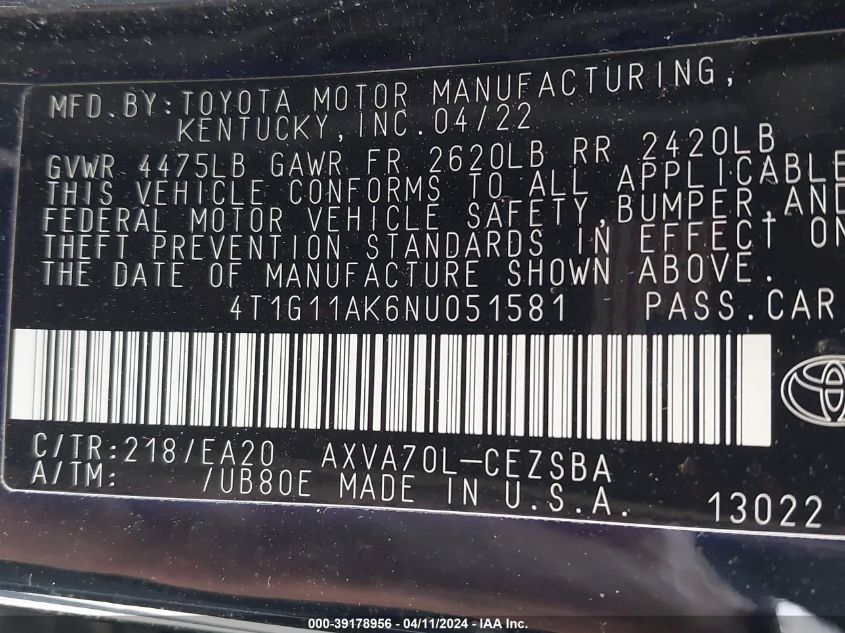 MFD. BY: TOYOTA MOTOR MANUFACTURING,
KENTUCKY, INC. 04/22
GVWR 4475LB GAWR FR 2620LB RR 2420LB
THIS VEHICLE CONFORMS TO ALL APPLICABLE
FEDERAL MOTOR VEHICLE SAFETY, BUMPER, AND
THEFT PREVENTION STANDARDS IN EFFECT ON
THE DATE OF MANUFACTURE SHOWN ABOVE.
4T1G11AK6NU051581 PASS.CAR
C/TR: 218/EA20 AXVA70L-CEZSBA
A/TM: /UB80E MADE IN U.S.A.
13022
000-39178956 - 04/11/2024 - IAA Inc.